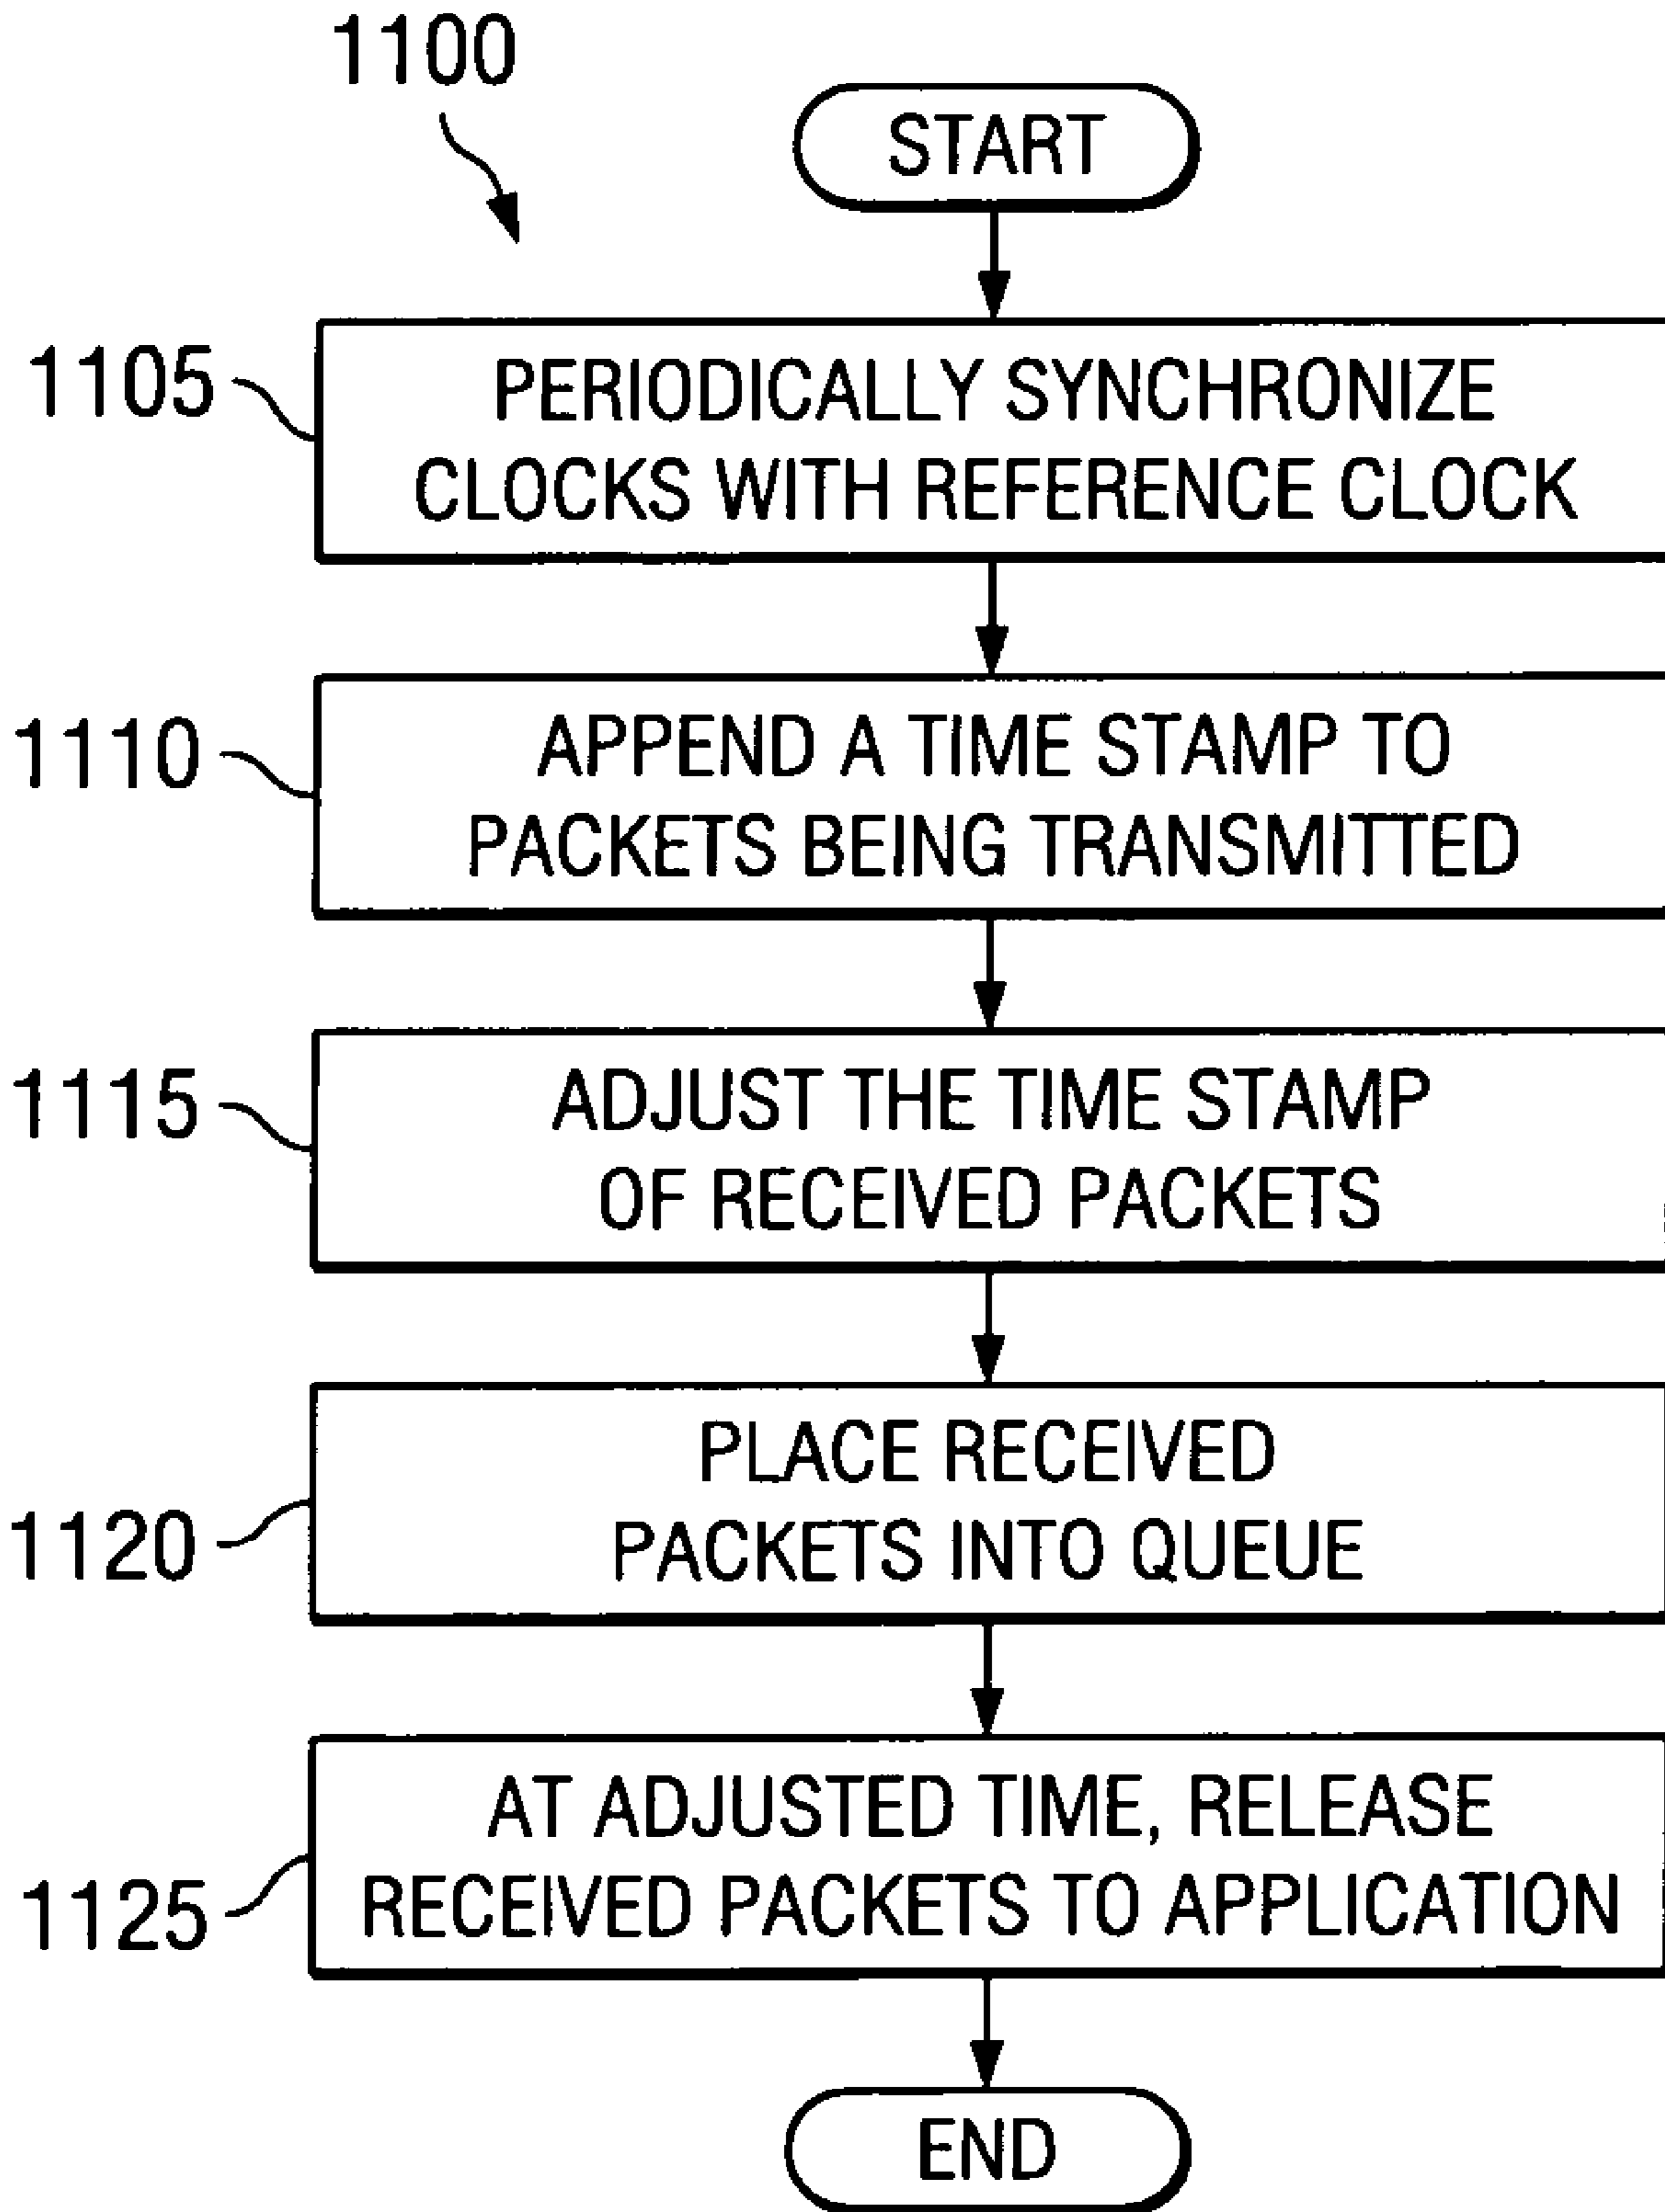 1100
START
1105
PERIODICALLY SYNCHRONIZE
CLOCKS WITH REFERENCE CLOCK
1110
APPEND A TIME STAMP TO
PACKETS BEING TRANSMITTED
1115
ADJUST THE TIME STAMP
OF RECEIVED PACKETS
1120
PLACE RECEIVED
PACKETS INTO QUEUE
1125
AT ADJUSTED TIME, RELEASE
RECEIVED PACKETS TO APPLICATION
END